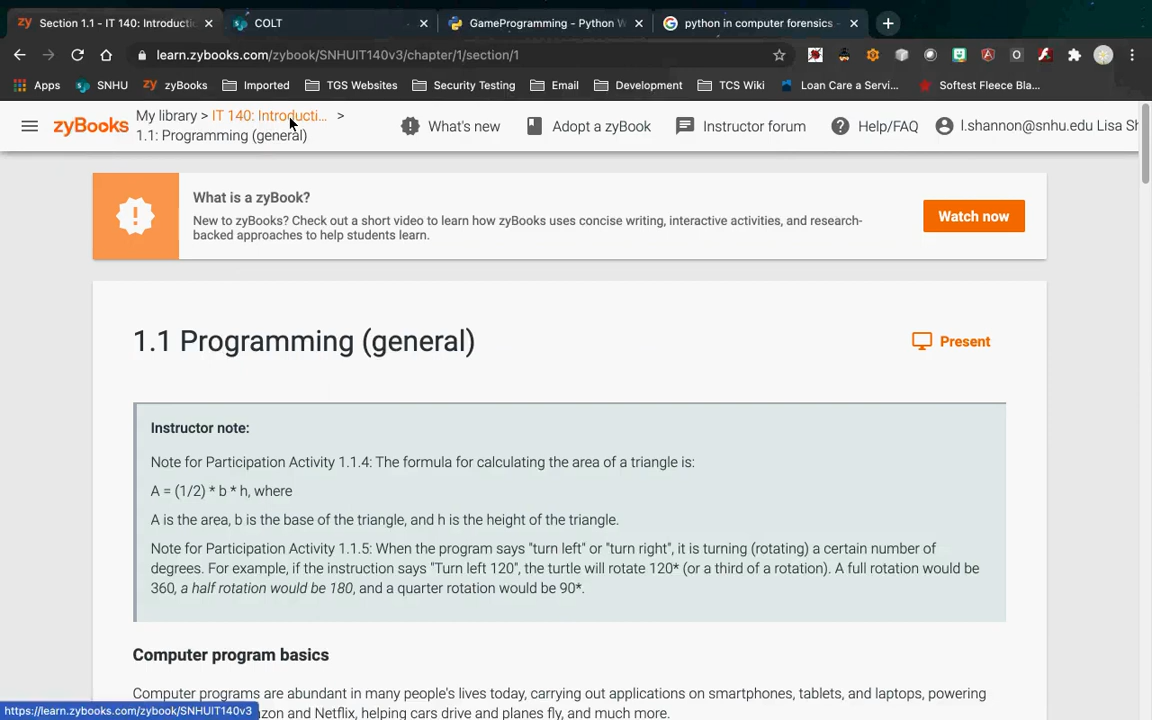 Section 1.1 - IT 140: Introducti
COLT
GameProgramming - Python W
python in computer forensics
learn.zybooks.com/zybook/SNHUIT140v3/chapter/1/section/1
Apps
SNHU
zyBooks
Imported
TGS Websites
Security Testing
Email
Development
TCS Wiki
Loan Care a Servi...
Softest Fleece Bla...
zyBooks
My library > IT 140: Introducti... >
1.1: Programming (general)
What's new
Adopt a zyBook
Instructor forum
Help/FAQ
l.shannon@snhu.edu Lisa Sh
What is a zyBook?
New to zyBooks? Check out a short video to learn how zyBooks uses concise writing, interactive activities, and research-
backed approaches to help students learn.
Watch now
1.1 Programming (general)
Present
Instructor note:
Note for Participation Activity 1.1.4: The formula for calculating the area of a triangle is:
A = (1/2) * b * h, where
A is the area, b is the base of the triangle, and h is the height of the triangle.
Note for Participation Activity 1.1.5: When the program says "turn left" or "turn right", it is turning (rotating) a certain number of
degrees. For example, if the instruction says "Turn left 120", the turtle will rotate 120* (or a third of a rotation). A full rotation would be
360, a half rotation would be 180, and a quarter rotation would be 90*.
Computer program basics
Computer programs are abundant in many people's lives today, carrying out applications on smartphones, tablets, and laptops, powering
zon and Netflix, helping cars drive and planes fly, and much more.
https://learn.zybooks.com/zybook/SNHUIT140v3